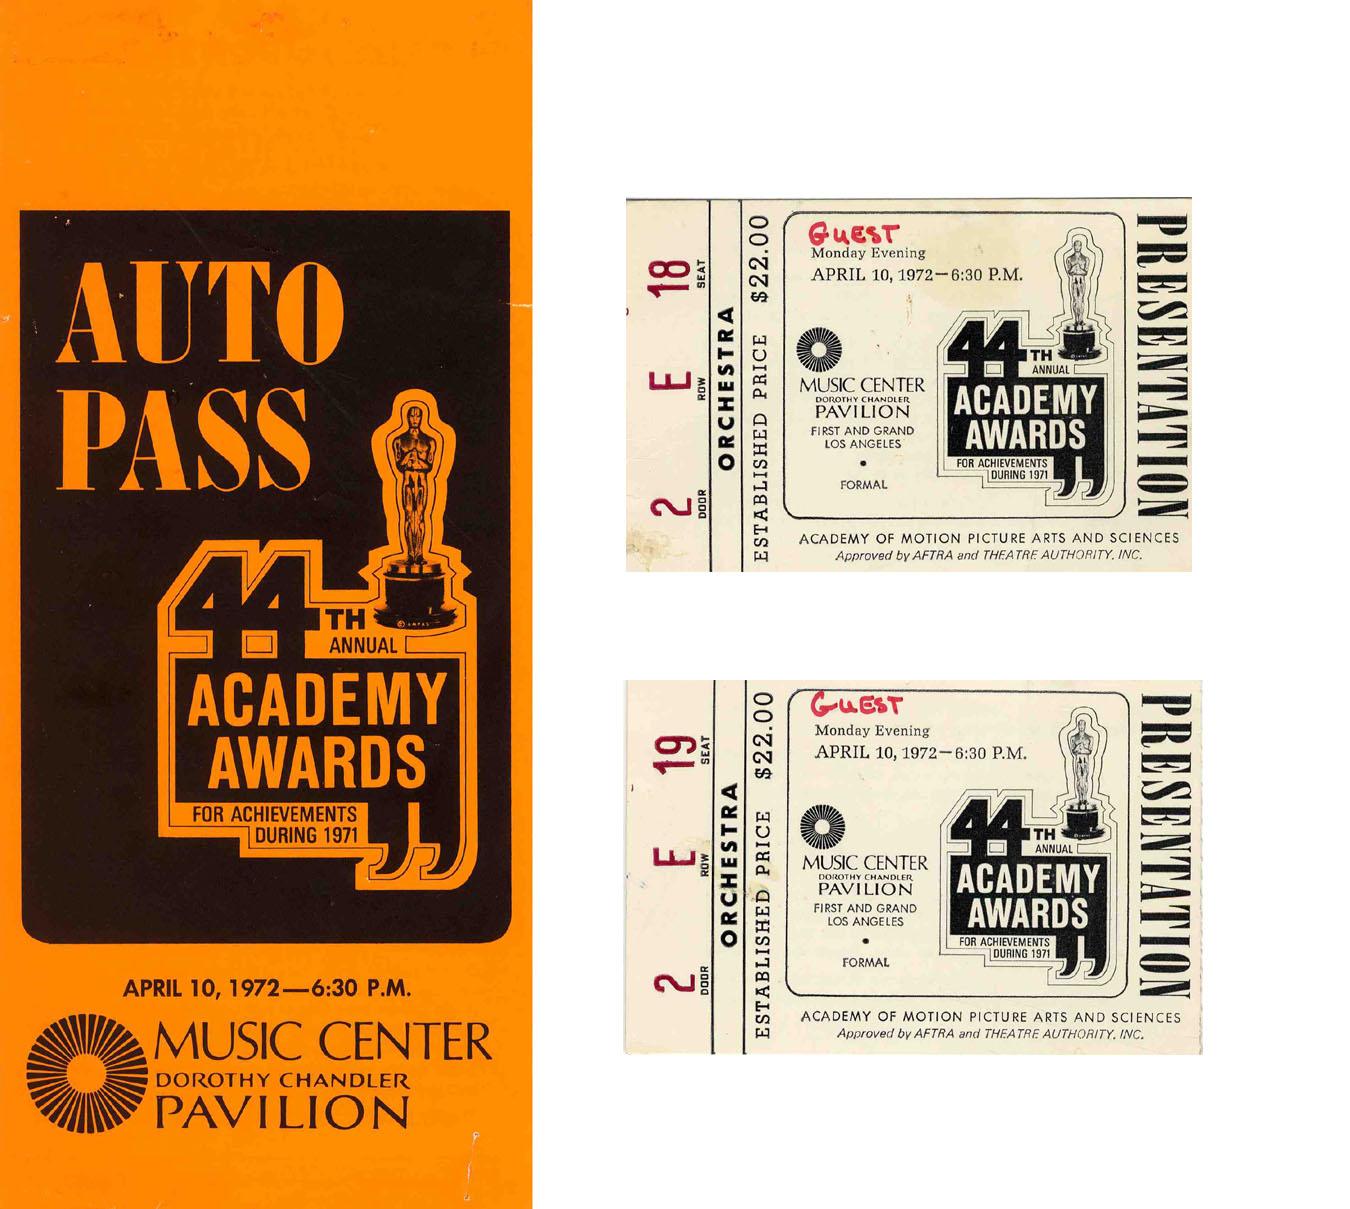 AUTO
PASS
44TH
ANNUAL
ACADEMY
AWARDS
FOR ACHIEVEMENTS
DURING 1971
APRIL 10, 1972—6:30 P.M.
MUSIC CENTER
DOROTHY CHANDLER
PAVILION
18 SEAT
E ROW
2 DOOR
ORCHESTRA
ESTABLISHED PRICE $22.00
GUEST
Monday Evening
APRIL 10, 1972—6:30 P.M.
MUSIC CENTER
DOROTHY CHANDLER
PAVILION
FIRST AND GRAND
LOS ANGELES
•
FORMAL
44TH
ANNUAL
ACADEMY
AWARDS
FOR ACHIEVEMENTS
DURING 1971
PRESENTATION
ACADEMY OF MOTION PICTURE ARTS AND SCIENCES
Approved by AFTRA and THEATRE AUTHORITY, INC.
19 SEAT
E ROW
2 DOOR
ORCHESTRA
ESTABLISHED PRICE $22.00
GUEST
Monday Evening
APRIL 10, 1972—6:30 P.M.
MUSIC CENTER
DOROTHY CHANDLER
PAVILION
FIRST AND GRAND
LOS ANGELES
•
FORMAL
44TH
ANNUAL
ACADEMY
AWARDS
FOR ACHIEVEMENTS
DURING 1971
PRESENTATION
ACADEMY OF MOTION PICTURE ARTS AND SCIENCES
Approved by AFTRA and THEATRE AUTHORITY, INC.